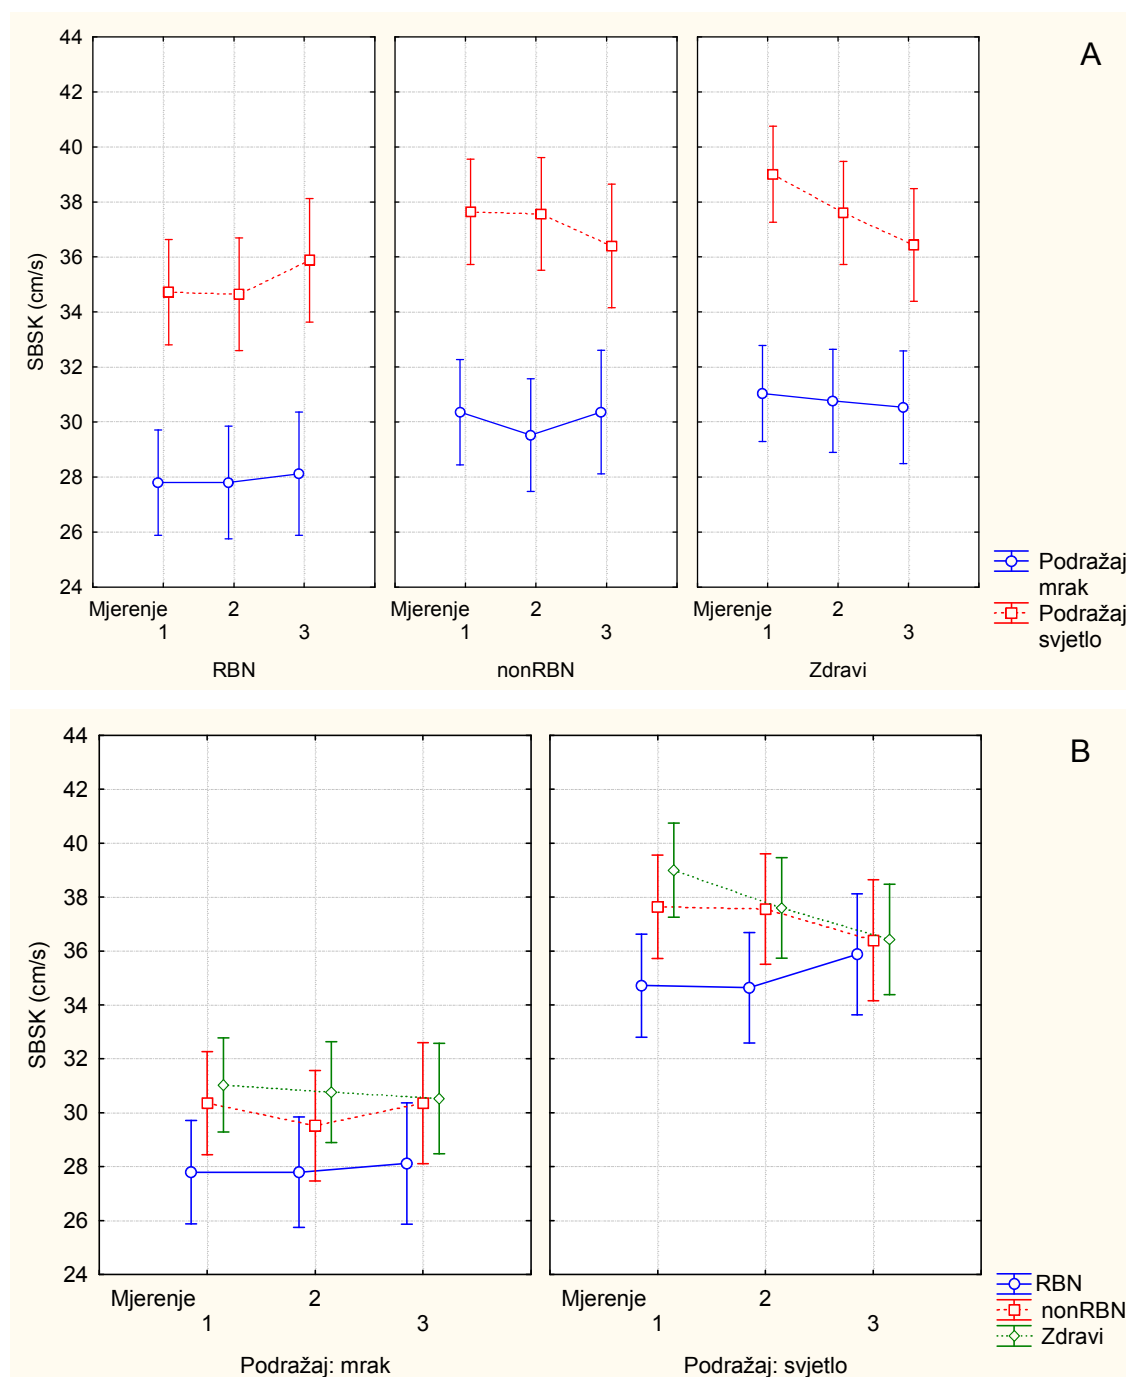 A
44
42
40
38
36
34
32
30
28
26
24
SBSK (cm/s)
Mjerenje 2 2 2
1 3 1 3 1 3
RBN nonRBN Zdravi
Podražaj
mrak
Podražaj
svjetlo
B
44
42
40
38
36
34
32
30
28
26
24
SBSK (cm/s)
Mjerenje 2 Mjerenje 2
1 3 1 3
Podražaj: mrak Podražaj: svjetlo
RBN
nonRBN
Zdravi